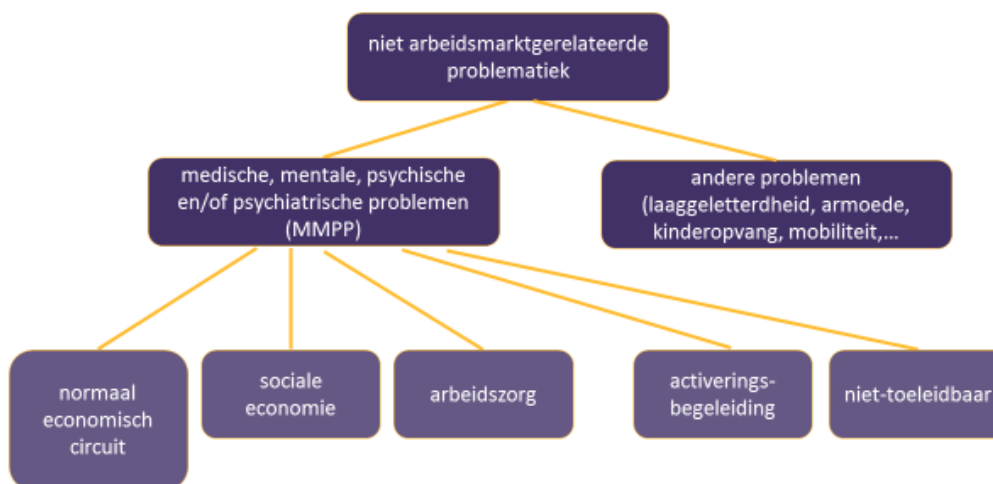 niet arbeidsmarktgerelateerde
problematiek
medische, mentale, psychische
en/of psychiatrische problemen
(MMPP)
andere problemen
(laaggeletterdheid, armoede,
kinderopvang, mobiliteit,...
normaal
economisch
circuit
sociale
economie
arbeidszorg
activerings-
begeleiding
niet-toeleidbaar